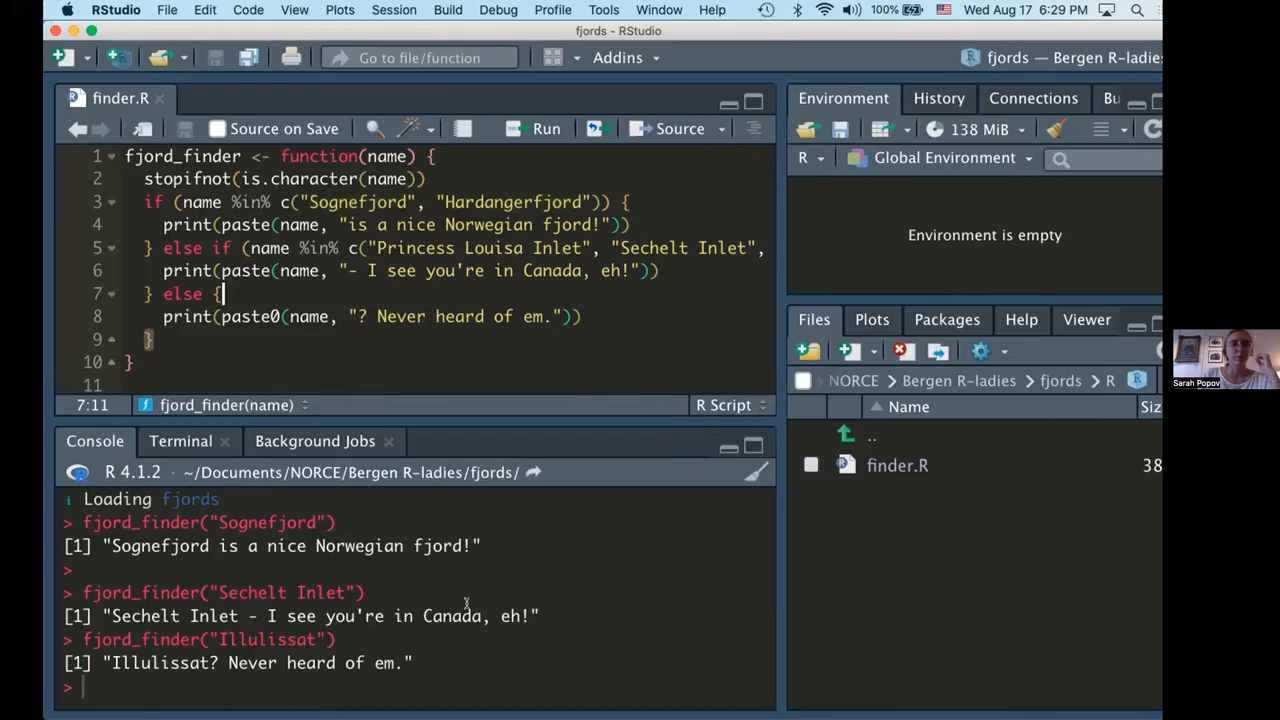 RStudio File Edit Code View Plots Session Build Debug Profile Tools Window Help 100% Wed Aug 17 6:29 PM
fjords - RStudio
Go to file/function Addins fjords — Bergen R-ladies
finder.R
Source on Save Run Source
1 fjord_finder <- function(name) {
2 stopifnot(is.character(name))
3 if (name %in% c("Sognefjord", "Hardangerfjord")) {
4 print(paste(name, "is a nice Norwegian fjord!"))
5 } else if (name %in% c("Princess Louisa Inlet", "Sechelt Inlet",
6 print(paste(name, "- I see you're in Canada, eh!"))
7 } else {
8 print(paste0(name, "? Never heard of em."))
9 }
10 }
11
7:11 fjord_finder(name) R Script
Console Terminal Background Jobs
R 4.1.2 · ~/Documents/NORCE/Bergen R-ladies/fjords/
i Loading fjords
> fjord_finder("Sognefjord")
[1] "Sognefjord is a nice Norwegian fjord!"
>
> fjord_finder("Sechelt Inlet")
[1] "Sechelt Inlet - I see you're in Canada, eh!"
> fjord_finder("Illulissat")
[1] "Illulissat? Never heard of em."
>
Environment History Connections Bu
138 MiB
R Global Environment
Environment is empty
Files Plots Packages Help Viewer
NORCE Bergen R-ladies fjords R
Name Siz
..
finder.R 38
Sarah Popov